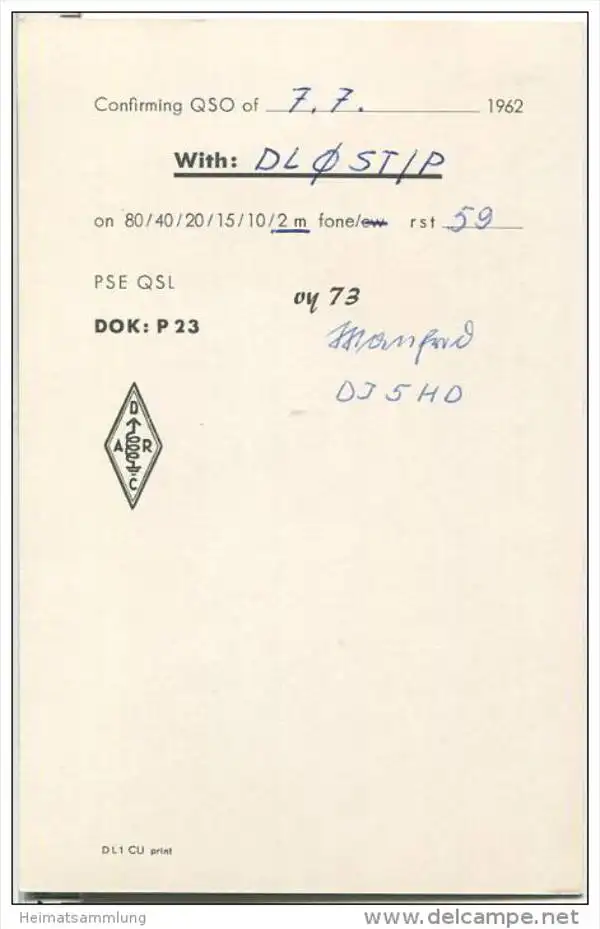 Confirming QSO of 7.7. 1962
With: DLØST/P
on 80/40/20/15/10/2 m fone/cw rst 59
PSE QSL
vy 73
DOK: P 23
Manfred
DJ5HD
D
A R
C
DL1 CU print
Heimatsammlung
www.delcampe.net